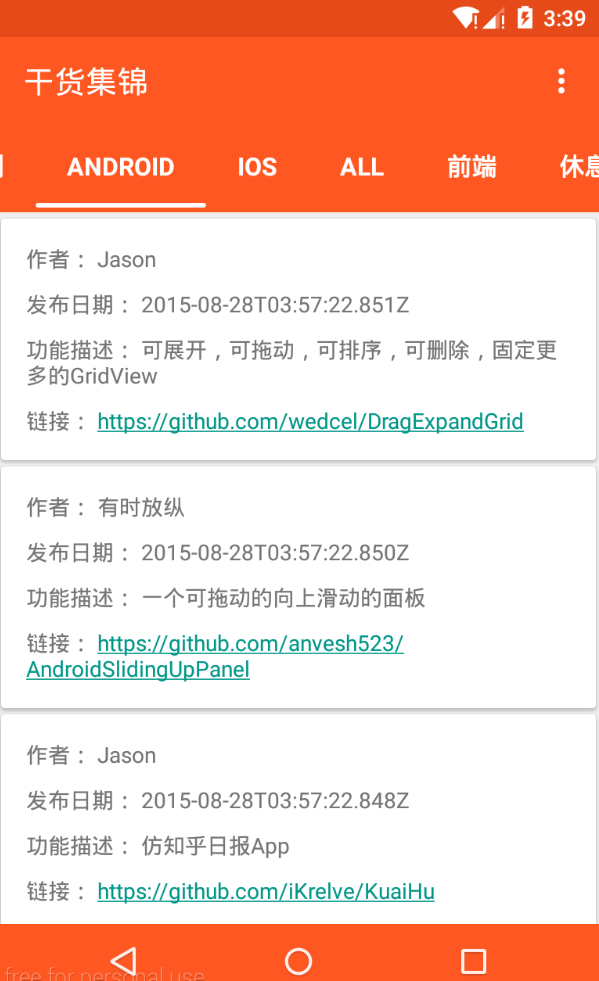 3:39
干货集锦
ANDROID IOS ALL 前端 休息
作者： Jason
发布日期： 2015-08-28T03:57:22.851Z
功能描述： 可展开，可拖动，可排序，可删除，固定更
多的GridView
链接： https://github.com/wedcel/DragExpandGrid
作者： 有时放纵
发布日期： 2015-08-28T03:57:22.850Z
功能描述： 一个可拖动的向上滑动的面板
链接： https://github.com/anvesh523/
AndroidSlidingUpPanel
作者： Jason
发布日期： 2015-08-28T03:57:22.848Z
功能描述： 仿知乎日报App
链接： https://github.com/iKrelve/KuaiHu
free for personal use